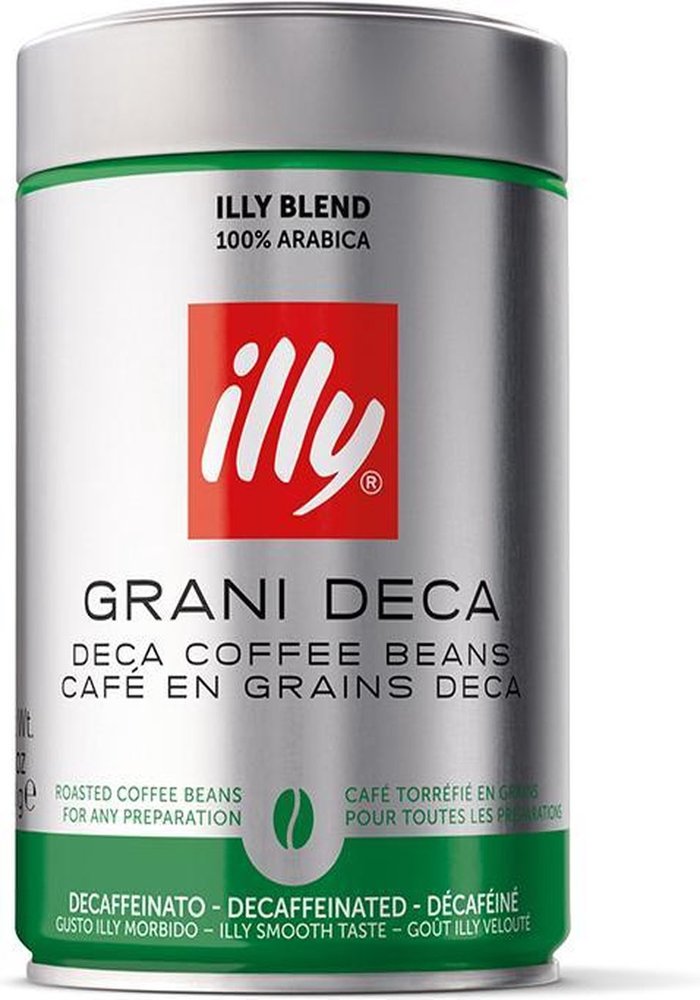 ILLY BLEND
100% ARABICA
illy®
GRANI DECA
DECA COFFEE BEANS
CAFÉ EN GRAINS DECA
Wt.
oz
g e
ROASTED COFFEE BEANS
FOR ANY PREPARATION
CAFÉ TORRÉFIÉ EN GRAINS
POUR TOUTES LES PRÉPARATIONS
DECAFFEINATO - DECAFFEINATED - DÉCAFÉINÉ
GUSTO ILLY MORBIDO – ILLY SMOOTH TASTE – GOÛT ILLY VELOUTÉ